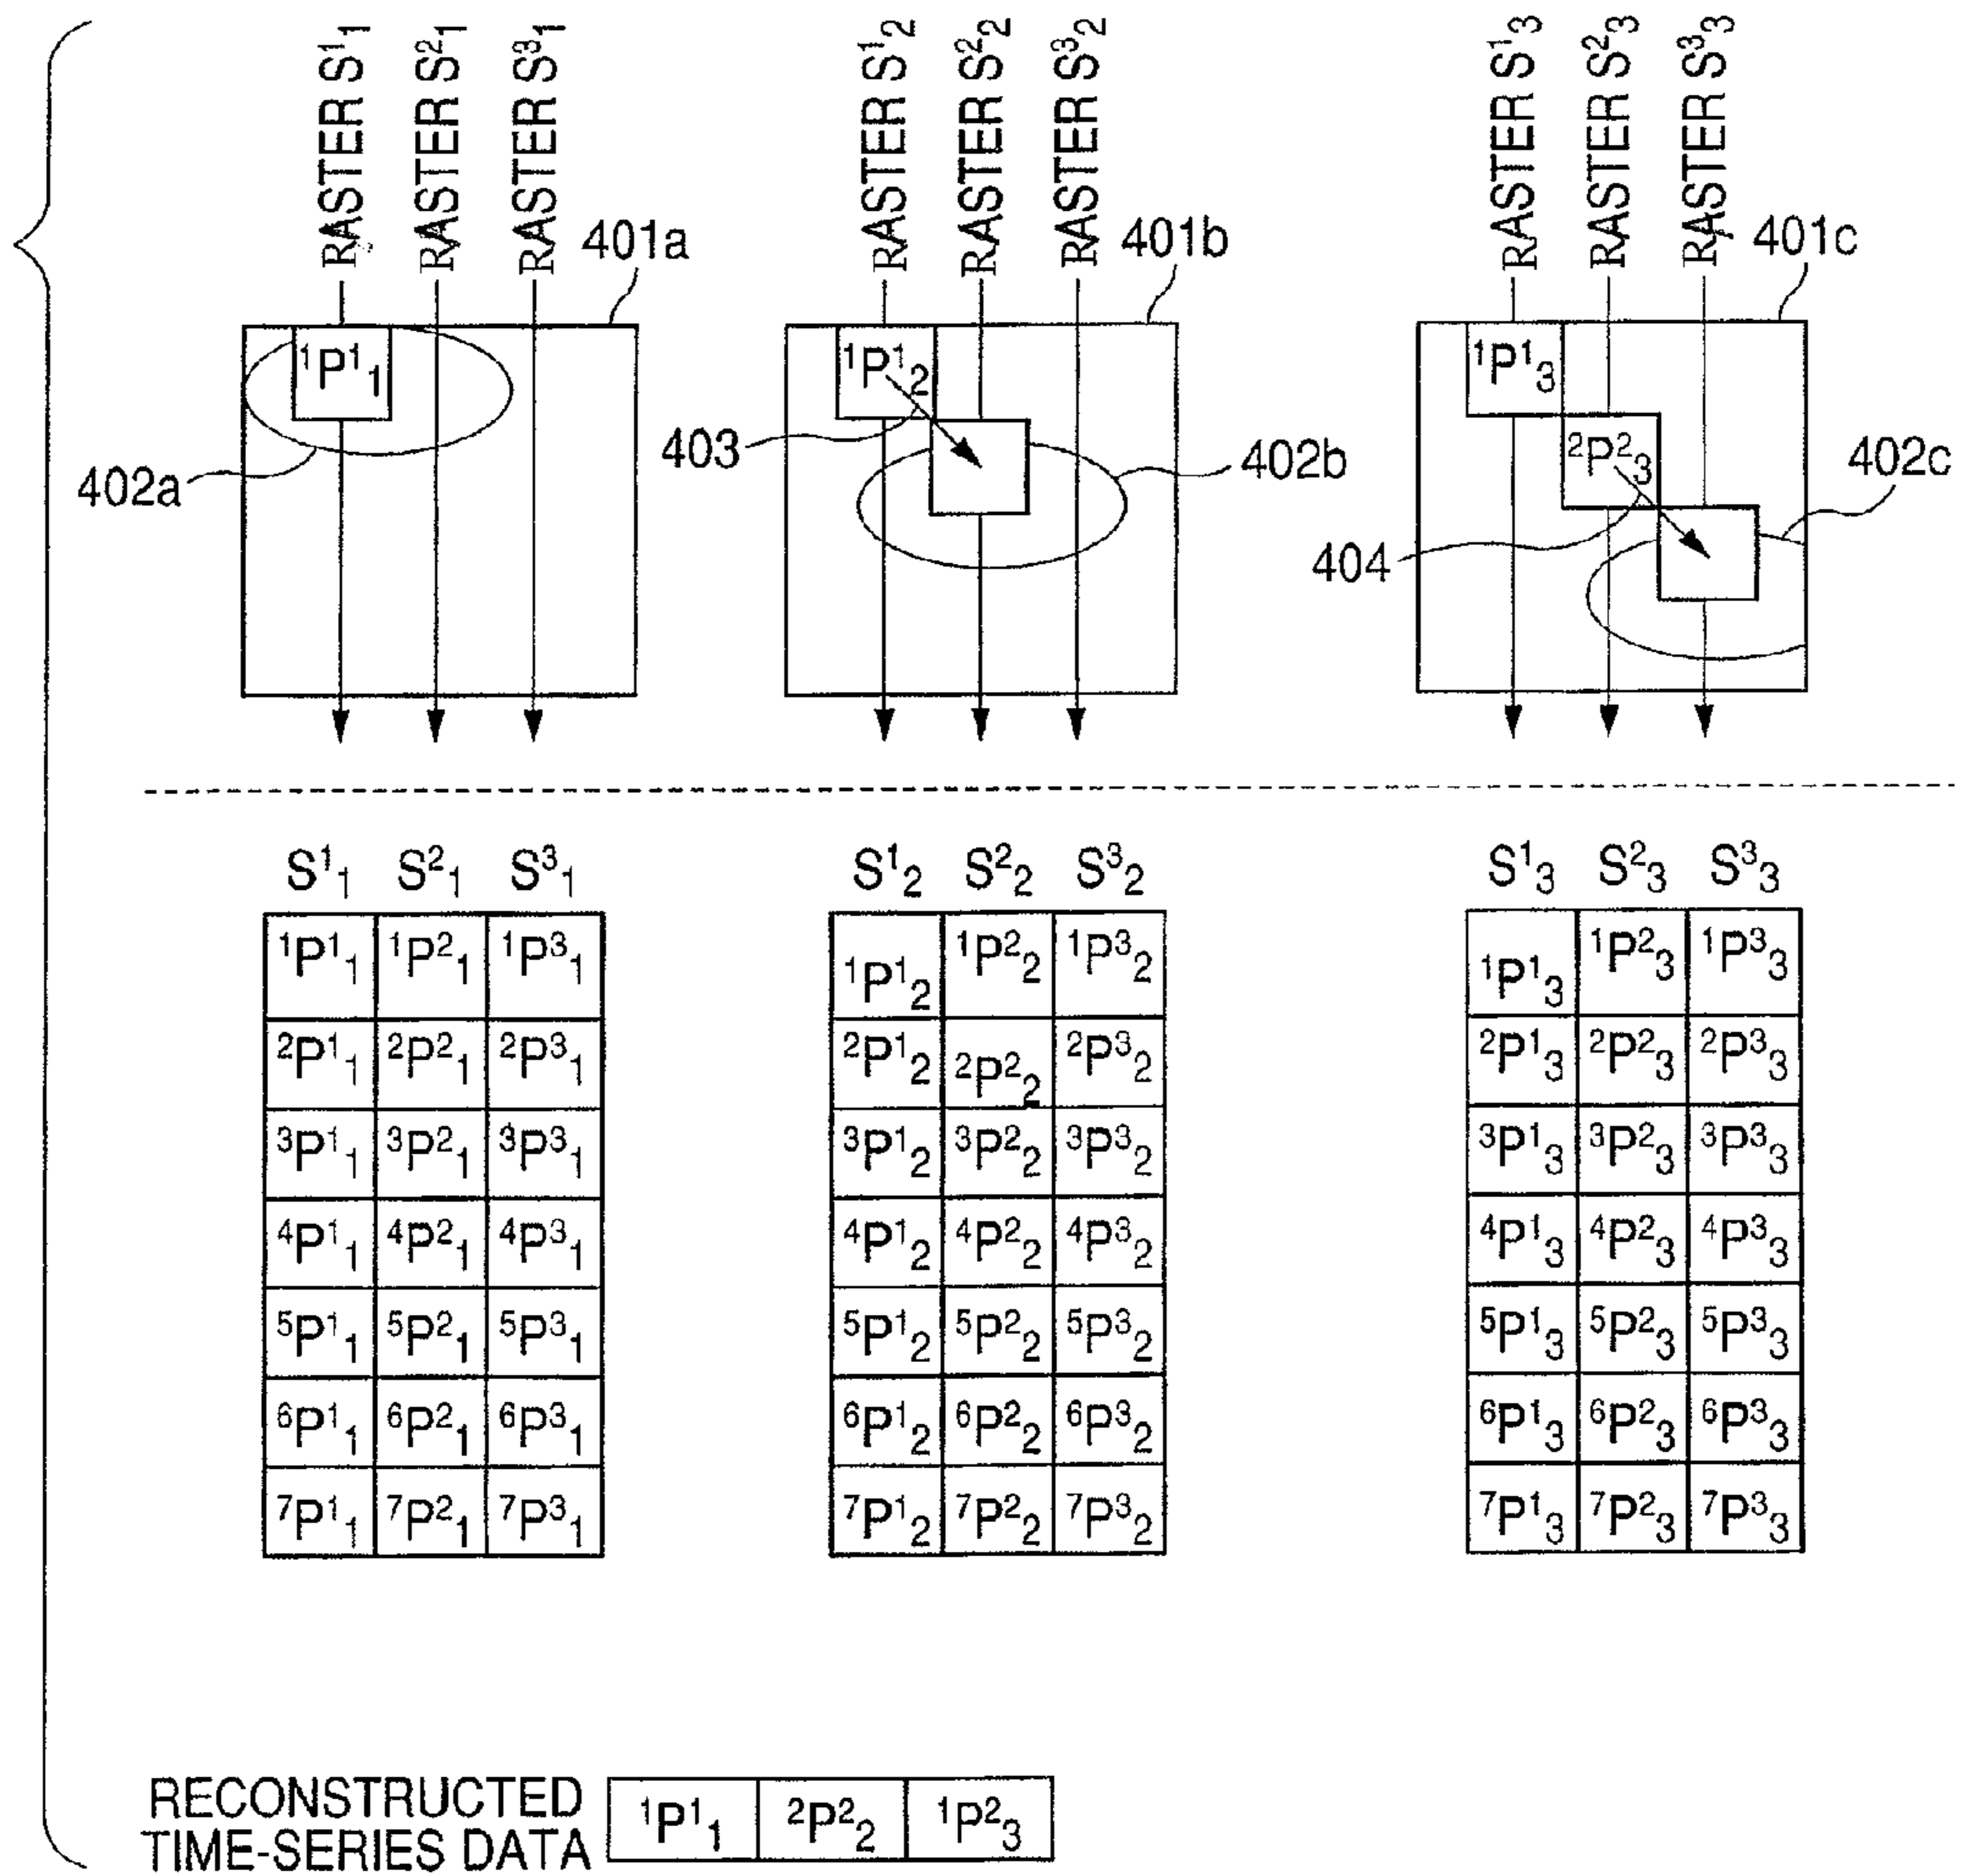 RASTER S¹₁ RASTER S²₁ RASTER S³₁ RASTER S¹₂ RASTER S²₂ RASTER S³₂ RASTER S¹₃ RASTER S²₃ RASTER S³₃
401a 401b 401c
¹P¹₁ ¹P¹₂ ¹P¹₃
402a 403 402b ²P²₃ 402c
404
S¹₁ S²₁ S³₁ S¹₂ S²₂ S³₂ S¹₃ S²₃ S³₃
¹P¹₁ ¹P²₁ ¹P³₁ ¹P¹₂ ¹P²₂ ¹P³₂ ¹P¹₃ ¹P²₃ ¹P³₃
²P¹₁ ²P²₁ ²P³₁ ²P¹₂ ²P²₂ ²P³₂ ²P¹₃ ²P²₃ ²P³₃
³P¹₁ ³P²₁ ³P³₁ ³P¹₂ ³P²₂ ³P³₂ ³P¹₃ ³P²₃ ³P³₃
⁴P¹₁ ⁴P²₁ ⁴P³₁ ⁴P¹₂ ⁴P²₂ ⁴P³₂ ⁴P¹₃ ⁴P²₃ ⁴P³₃
⁵P¹₁ ⁵P²₁ ⁵P³₁ ⁵P¹₂ ⁵P²₂ ⁵P³₂ ⁵P¹₃ ⁵P²₃ ⁵P³₃
⁶P¹₁ ⁶P²₁ ⁶P³₁ ⁶P¹₂ ⁶P²₂ ⁶P³₂ ⁶P¹₃ ⁶P²₃ ⁶P³₃
⁷P¹₁ ⁷P²₁ ⁷P³₁ ⁷P¹₂ ⁷P²₂ ⁷P³₂ ⁷P¹₃ ⁷P²₃ ⁷P³₃
RECONSTRUCTED
TIME-SERIES DATA ¹P¹₁ ²P²₂ ¹P²₃